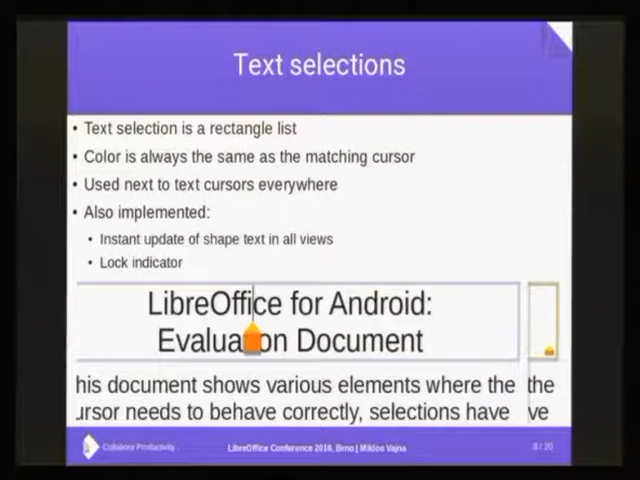 Text selections
• Text selection is a rectangle list
• Color is always the same as the matching cursor
• Used next to text cursors everywhere
• Also implemented:
• Instant update of shape text in all views
• Lock indicator
LibreOffice for Android:
Evalua on Document
his document shows various elements where the the
ursor needs to behave correctly, selections have ve
Collabora Productivity
LibreOffice Conference 2016, Brno | Miklos Vajna
8 / 20